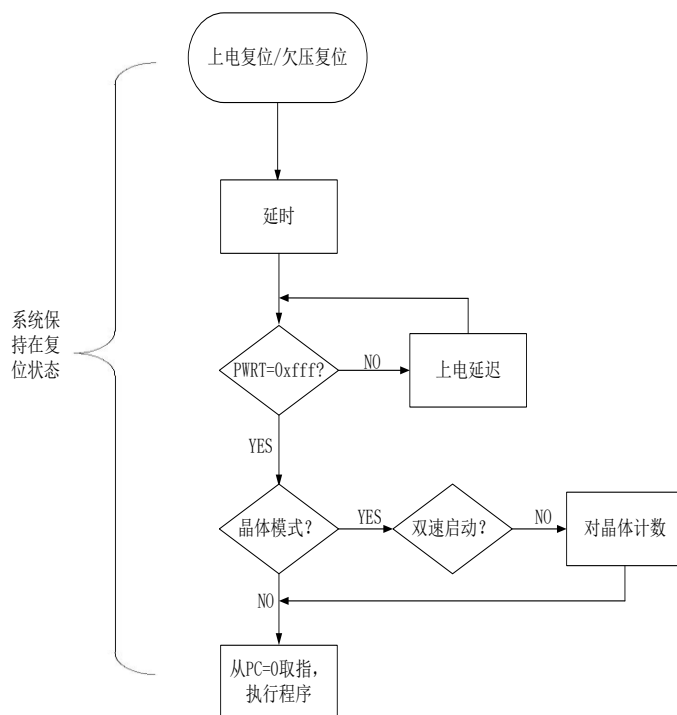 上电复位/欠压复位
延时
系统保
持在复
位状态
PWRT=0xfff?
NO
上电延迟
YES
晶体模式?
YES
双速启动?
NO
对晶体计数
NO
从PC=0取指，
执行程序